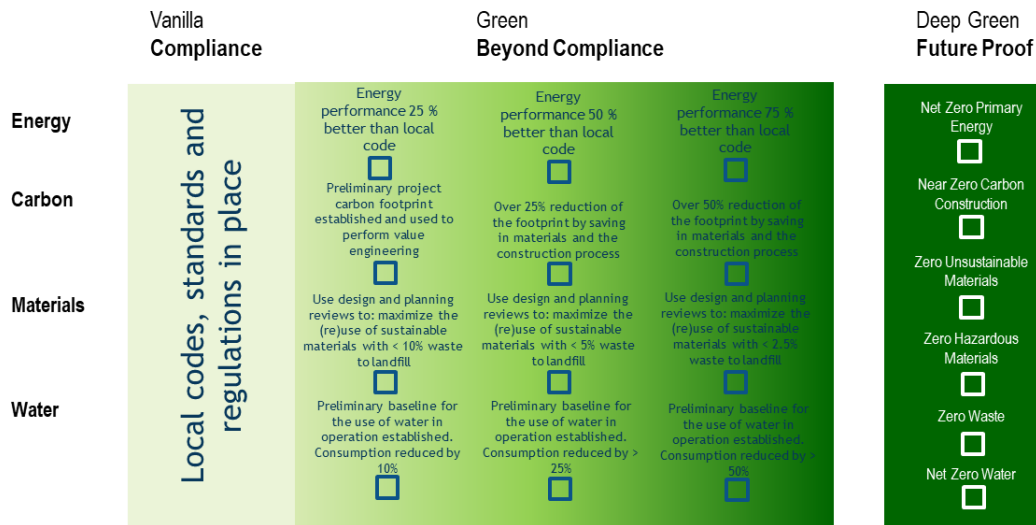 Vanilla
Compliance
Green
Beyond Compliance
Deep Green
Future Proof
Energy
Carbon
Materials
Water
Local codes, standards and
regulations in place
Energy
performance 25 %
better than local
code
Energy
performance 50 %
better than local
code
Energy
performance 75 %
better than local
code
Net Zero Primary
Energy
Preliminary project
carbon footprint
established and used to
perform value
engineering
Over 25% reduction of
the footprint by saving
in materials and the
construction process
Over 50% reduction of
the footprint by saving
in materials and the
construction process
Near Zero Carbon
Construction
Use design and planning
reviews to: maximize the
(re)use of sustainable
materials with < 10% waste
to landfill
Use design and planning
reviews to: maximize the
(re)use of sustainable
materials with < 5% waste
to landfill
Use design and planning
reviews to: maximize the
(re)use of sustainable
materials with < 2.5%
waste to landfill
Zero Unsustainable
Materials
Zero Hazardous
Materials
Preliminary baseline for
the use of water in
operation established.
Consumption reduced by
10%
Preliminary baseline for
the use of water in
operation established.
Consumption reduced by >
25%
Preliminary baseline for
the use of water in
operation established.
Consumption reduced by >
50%
Zero Waste
Net Zero Water